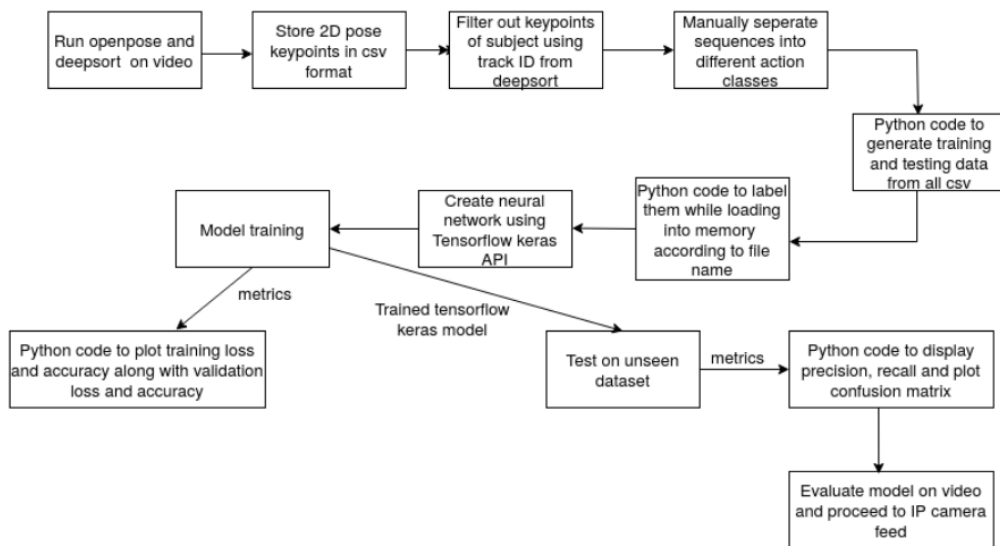 Run openpose and
deepsort on video
Store 2D pose
keypoints in csv
format
Filter out keypoints
of subject using
track ID from
deepsort
Manually seperate
sequences into
different action
classes
Python code to
generate training
and testing data
from all csv
Python code to label
them while loading
into memory
according to file
name
Create neural
network using
Tensorflow keras
API
Model training
metrics
Trained tensorflow
keras model
Python code to plot training loss
and accuracy along with validation
loss and accuracy
Test on unseen
dataset
metrics
Python code to display
precision, recall and plot
confusion matrix
Evaluate model on video
and proceed to IP camera
feed